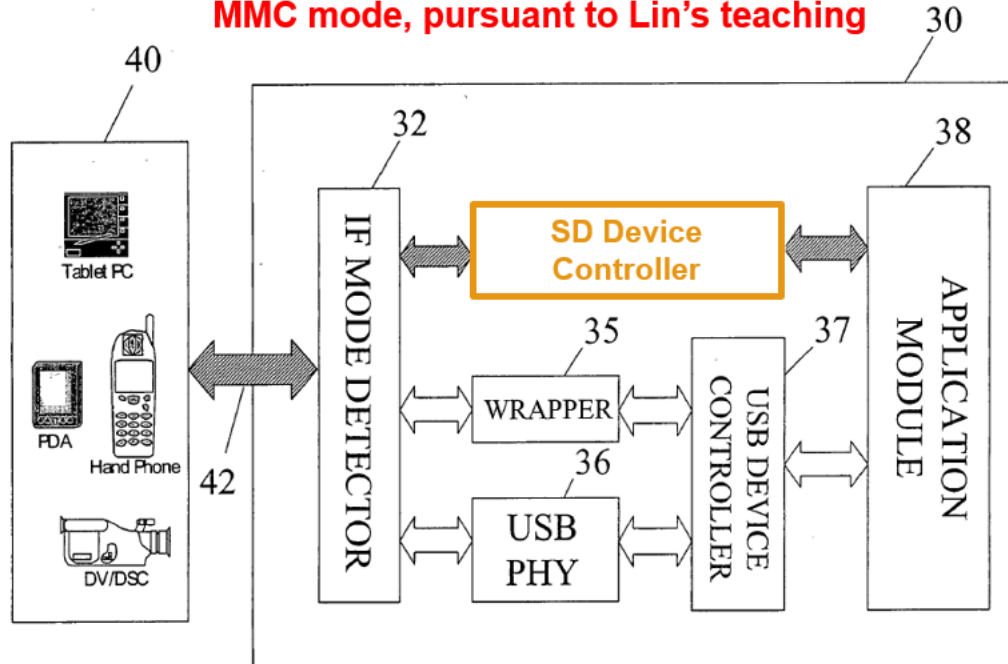 MMC mode, pursuant to Lin's teaching
30
40
32
38
SD Device
Controller
Tablet PC
IF MODE DETECTOR
APPLICATION
MODULE
35
37
WRAPPER
USB DEVICE
CONTROLLER
PDA
Hand Phone
42
36
USB
PHY
DV/DSC